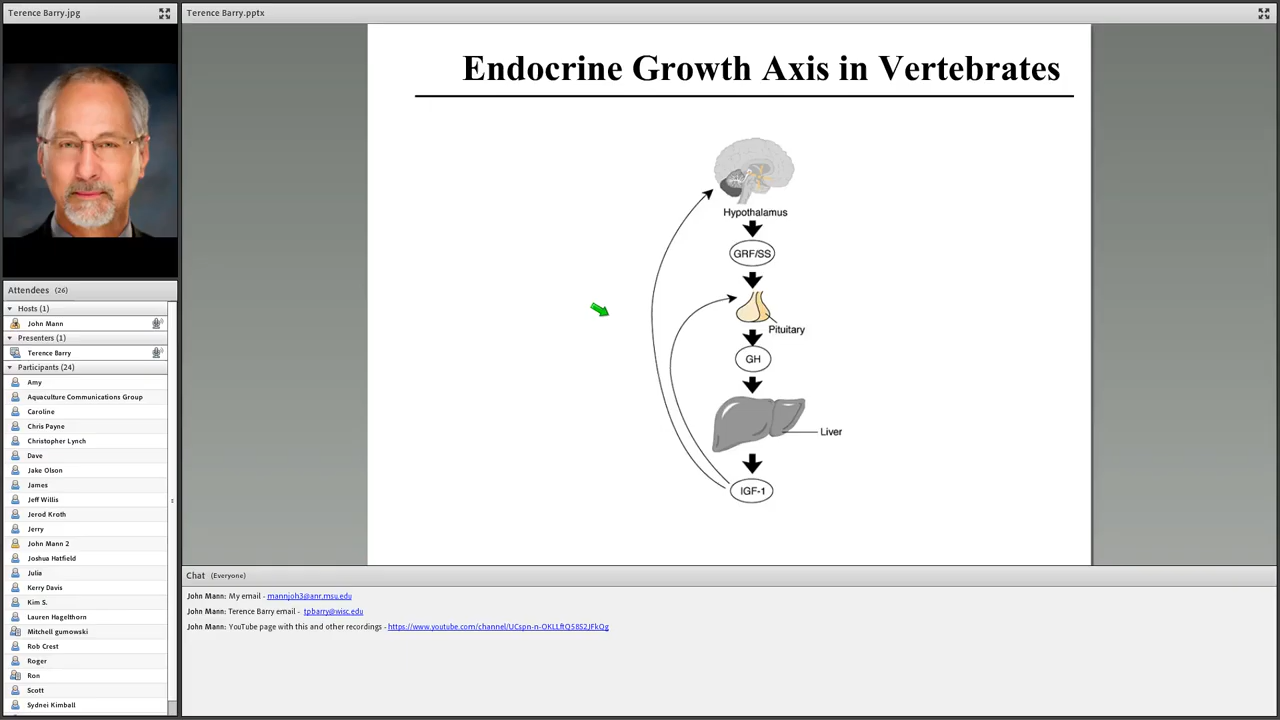 Terence Barry.jpg
Terence Barry.pptx
Endocrine Growth Axis in Vertebrates
Hypothalamus
GRF/SS
Pituitary
GH
Liver
IGF-1
Attendees (26)
Hosts (1)
John Mann
Presenters (1)
Terence Barry
Participants (24)
Amy
Aquaculture Communications Group
Caroline
Chris Payne
Christopher Lynch
Dave
Jake Olson
James
Jeff Willis
Jerod Kroth
Jerry
John Mann 2
Joshua Hatfield
Julia
Kerry Davis
Kim S.
Lauren Hagelthorn
Mitchell gumowski
Rob Crest
Roger
Ron
Scott
Sydnei Kimball
Chat (Everyone)
John Mann: My email - mannjoh3@anr.msu.edu
John Mann: Terence Barry email - tpbarry@wisc.edu
John Mann: YouTube page with this and other recordings -